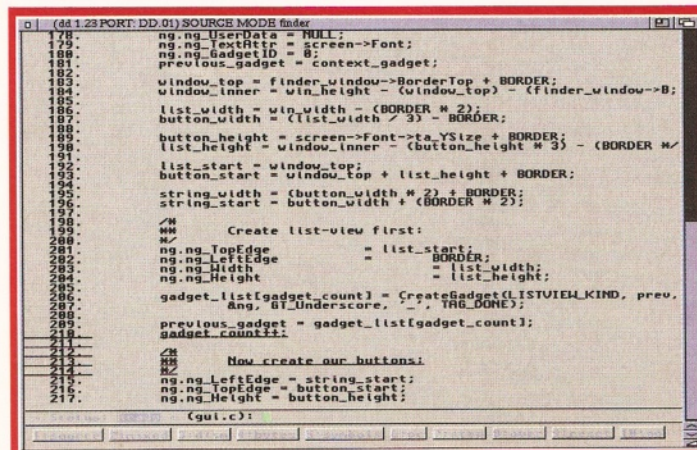 (dd 1.23 PORT: DD.01) SOURCE MODE finder
178. ng.ng_UserData = NULL;
179. ng.ng_TextAttr = screen->Font;
180. ng.ng_GadgetID = 0;
181. previous_gadget = context_gadget;
182.
183. window_top = finder_window->BorderTop + BORDER;
184. window_inner = win_height - (window_top) - (finder_window->B;
185.
186. list_width = win_width - (BORDER * 2);
187. button_width = (list_width / 3) - BORDER;
188.
189. button_height = screen->Font->ta_YSize + BORDER;
190. list_height = window_inner - (button_height * 3) - (BORDER */
191.
192. list_start = window_top;
193. button_start = window_top + list_height + BORDER;
194.
195. string_width = (button_width * 2) + BORDER;
196. string_start = button_width + (BORDER * 2);
197.
198. /*
199. ** Create list-view first:
200. */
201. ng.ng_TopEdge = list_start;
202. ng.ng_LeftEdge = BORDER;
203. ng.ng_Width = list_width;
204. ng.ng_Height = list_height;
205.
206. gadget_list[gadget_count] = CreateGadget(LISTVIEW_KIND, prev,
207. &ng, GT_Underscore, '_', TAG_DONE);
208.
209. previous_gadget = gadget_list[gadget_count];
210. gadget_count++;
211.
212. /*
213. ** Now create our buttons:
214. */
215. ng.ng_LeftEdge = string_start;
216. ng.ng_TopEdge = button_start;
217. ng.ng_Height = button_height;
(gui.c):